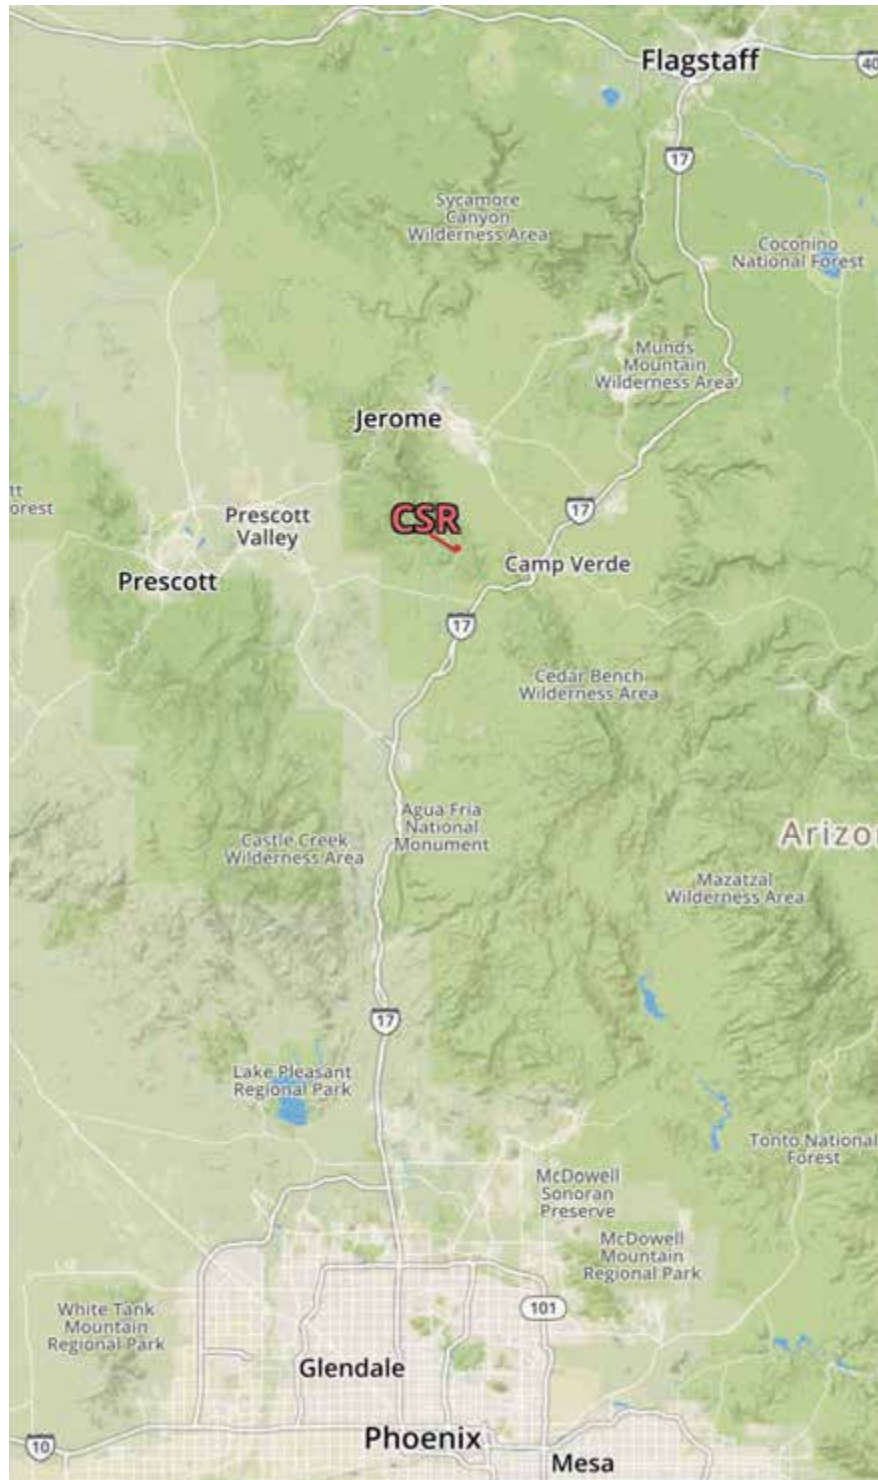 Flagstaff
40
17
Sycamore
Canyon
Wilderness Area
Coconino
National Forest
Munds
Mountain
Wilderness Area
Jerome
tt
orest
Prescott
Valley
CSR
17
Camp Verde
Prescott
17
Cedar Bench
Wilderness Area
Agua Fria
National
Monument
Castle Creek
Wilderness Area
Arizo
Mazatzal
Wilderness Area
17
Lake Pleasant
Regional Park
Tonto National
Forest
McDowell
Sonoran
Preserve
McDowell
Mountain
Regional Park
White Tank
Mountain
Regional Park
101
Glendale
Phoenix
10
Mesa